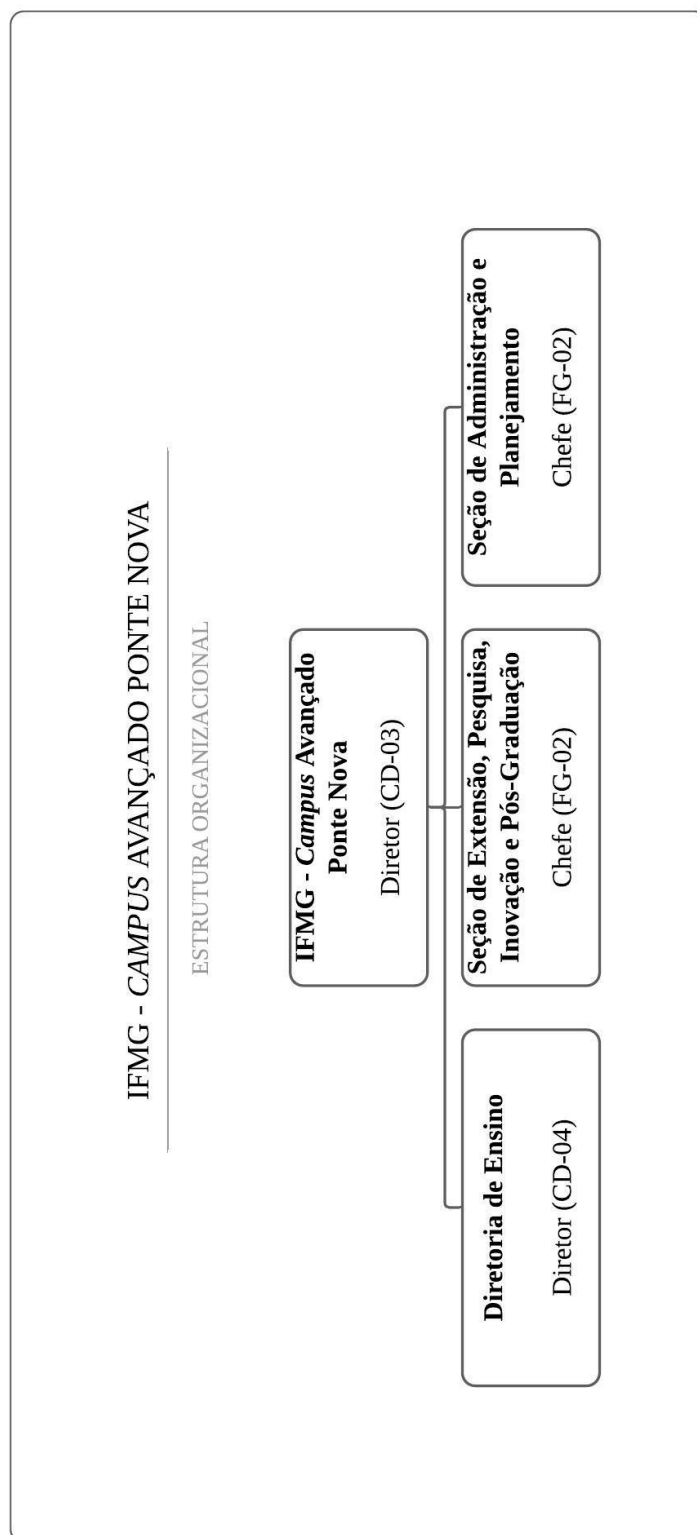 IFMG - CAMPUS AVANÇADO PONTE NOVA
ESTRUTURA ORGANIZACIONAL
IFMG - Campus Avançado
Ponte Nova
Diretor (CD-03)
Diretoria de Ensino
Diretor (CD-04)
Seção de Extensão, Pesquisa,
Inovação e Pós-Graduação
Chefe (FG-02)
Seção de Administração e
Planejamento
Chefe (FG-02)